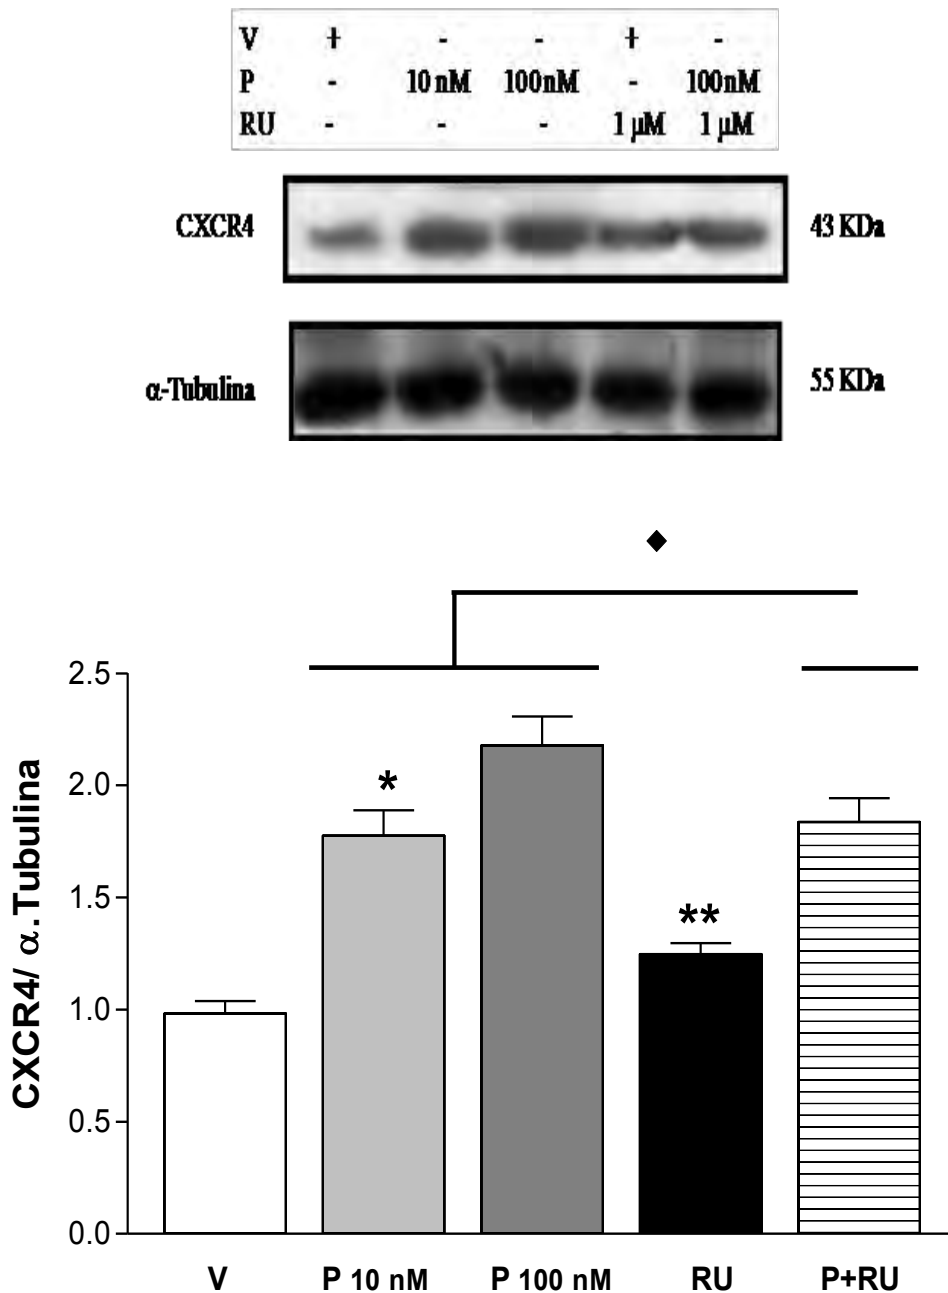 V + - - + -
P - 10 nM 100nM - 100nM
RU - - - 1 µM 1 µM
CXCR4 43 KDa
α-Tubulina 55 KDa
◆
2.5
2.0
1.5
1.0
0.5
0.0
CXCR4/ α.Tubulina
*
**
V P 10 nM P 100 nM RU P+RU